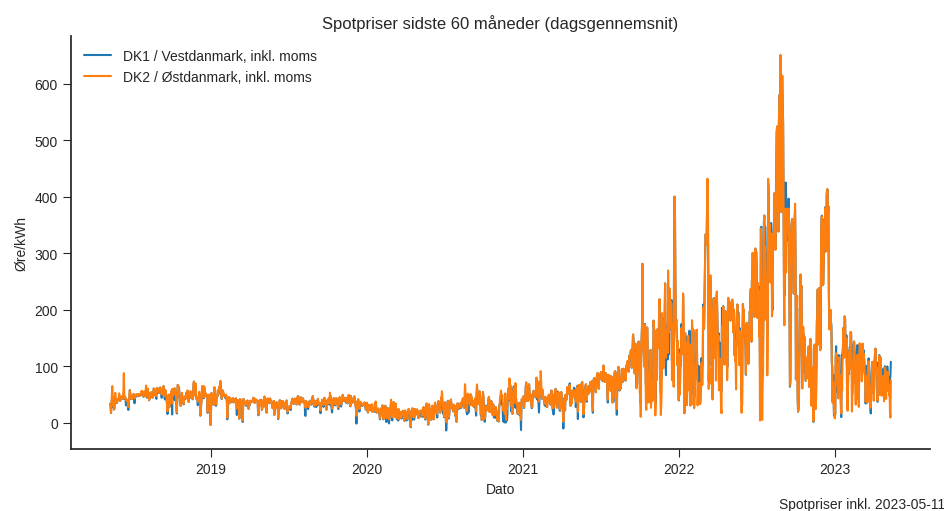 Spotpriser sidste 60 måneder (dagsgennemsnit)
DK1 / Vestdanmark, inkl. moms
DK2 / Østdanmark, inkl. moms
Øre/kWh
600
500
400
300
200
100
0
2019 2020 2021 2022 2023
Dato
Spotpriser inkl. 2023-05-11